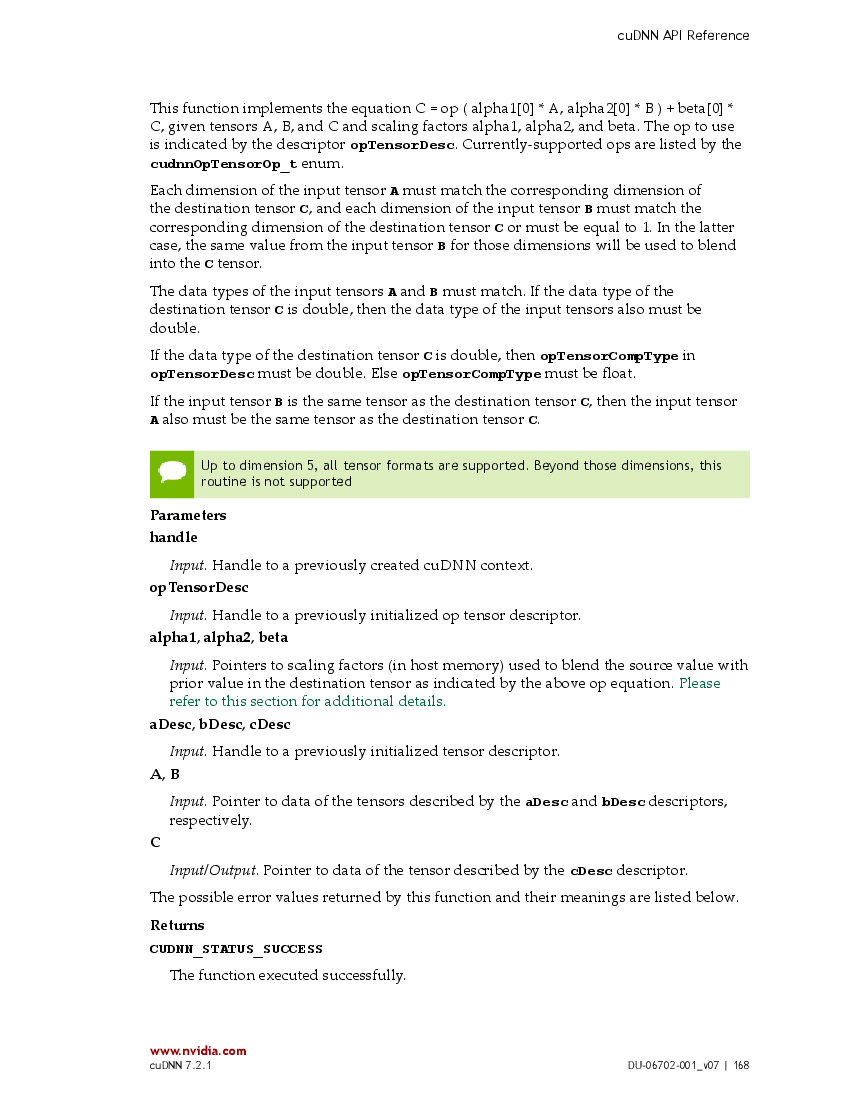 cuDNN API Reference
This function implements the equation C = op ( alpha1[0] * A, alpha2[0] * B ) + beta[0] *
C, given tensors A, B, and C and scaling factors alpha1, alpha2, and beta. The op to use
is indicated by the descriptor opTensorDesc. Currently-supported ops are listed by the
cudnnOpTensorOp_t enum.
Each dimension of the input tensor A must match the corresponding dimension of
the destination tensor C, and each dimension of the input tensor B must match the
corresponding dimension of the destination tensor C or must be equal to 1. In the latter
case, the same value from the input tensor B for those dimensions will be used to blend
into the C tensor.
The data types of the input tensors A and B must match. If the data type of the
destination tensor C is double, then the data type of the input tensors also must be
double.
If the data type of the destination tensor C is double, then opTensorCompType in
opTensorDesc must be double. Else opTensorCompType must be float.
If the input tensor B is the same tensor as the destination tensor C, then the input tensor
A also must be the same tensor as the destination tensor C.
Up to dimension 5, all tensor formats are supported. Beyond those dimensions, this
routine is not supported
Parameters
handle
Input. Handle to a previously created cuDNN context.
opTensorDesc
Input. Handle to a previously initialized op tensor descriptor.
alpha1, alpha2, beta
Input. Pointers to scaling factors (in host memory) used to blend the source value with
prior value in the destination tensor as indicated by the above op equation. Please
refer to this section for additional details.
aDesc, bDesc, cDesc
Input. Handle to a previously initialized tensor descriptor.
A, B
Input. Pointer to data of the tensors described by the aDesc and bDesc descriptors,
respectively.
C
Input/Output. Pointer to data of the tensor described by the cDesc descriptor.
The possible error values returned by this function and their meanings are listed below.
Returns
CUDNN_STATUS_SUCCESS
The function executed successfully.
www.nvidia.com
cuDNN 7.2.1
DU-06702-001_v07 | 168